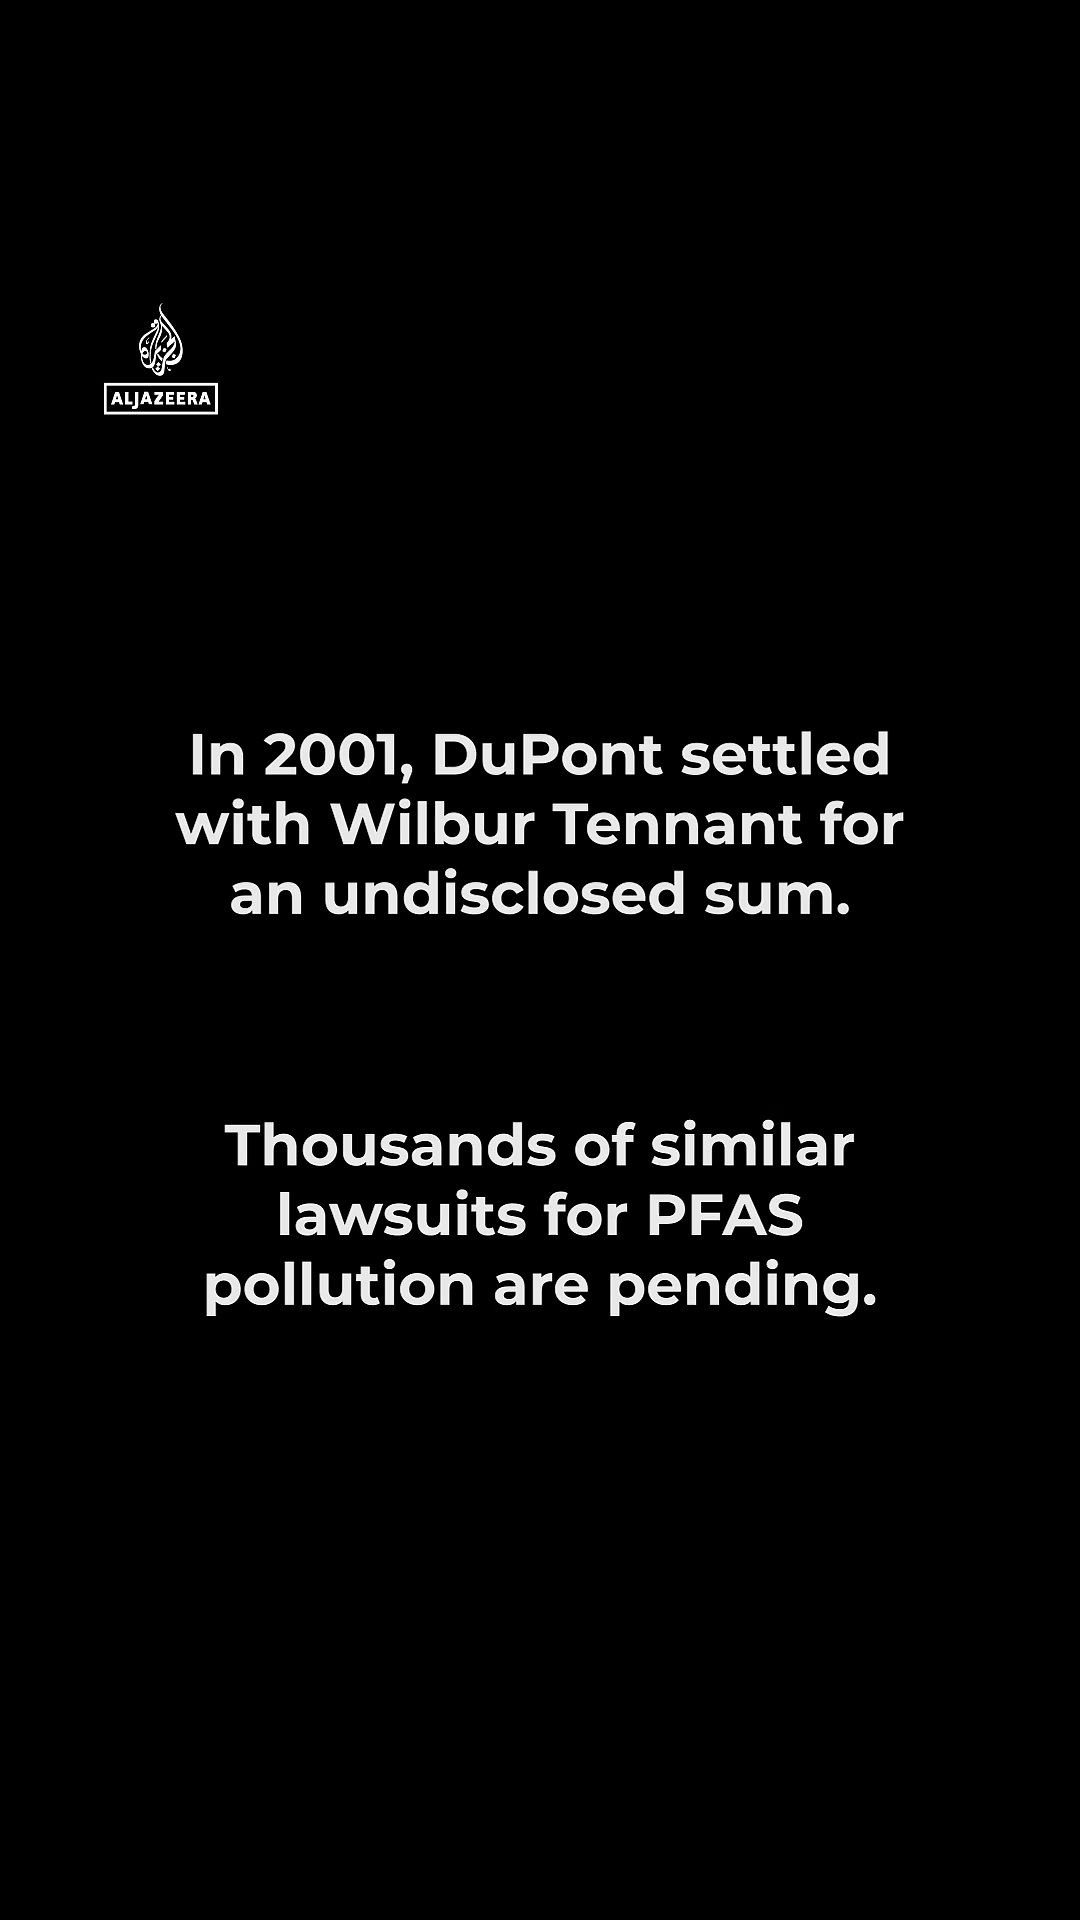 ALJAZEERA
In 2001, DuPont settled
with Wilbur Tennant for
an undisclosed sum.
Thousands of similar
lawsuits for PFAS
pollution are pending.